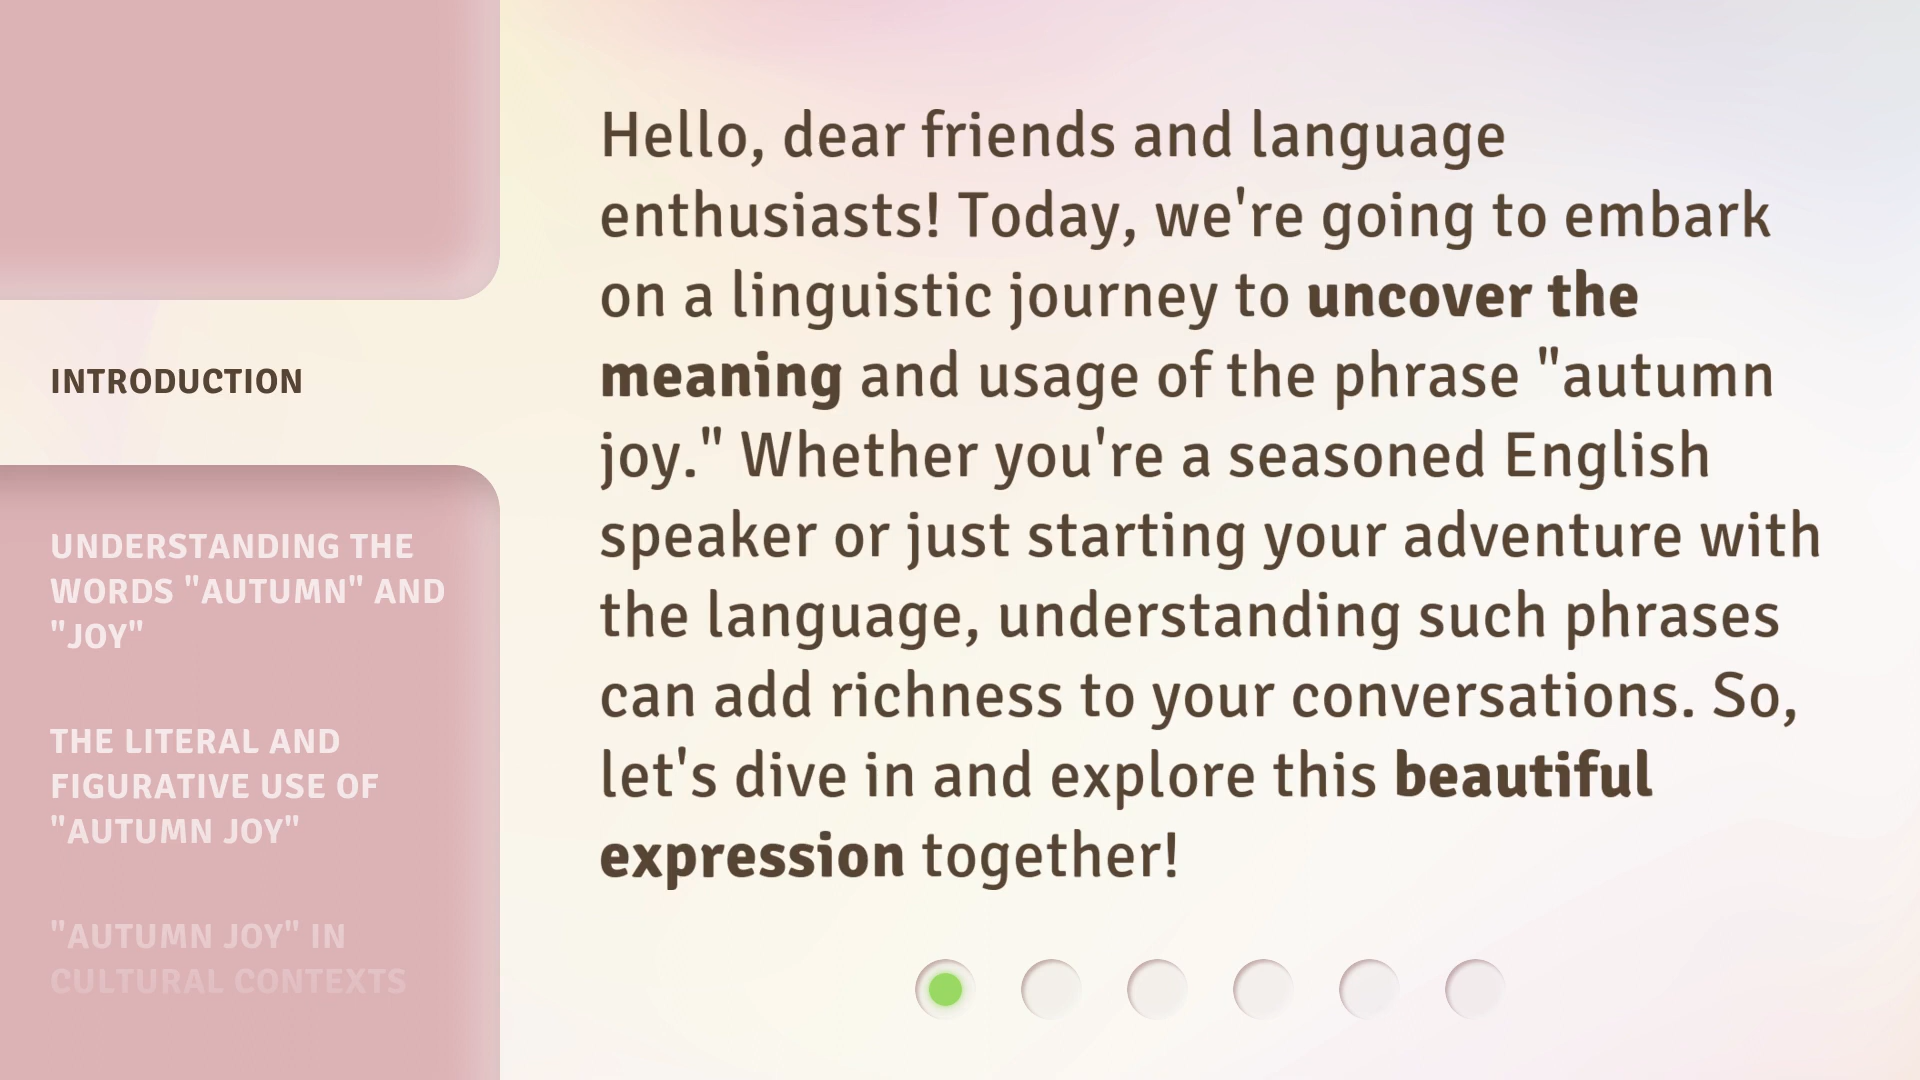 INTRODUCTION
UNDERSTANDING THE
WORDS "AUTUMN" AND
"JOY"
THE LITERAL AND
FIGURATIVE USE OF
"AUTUMN JOY"
"AUTUMN JOY" IN
CULTURAL CONTEXTS
Hello, dear friends and language
enthusiasts! Today, we're going to embark
on a linguistic journey to uncover the
meaning and usage of the phrase "autumn
joy." Whether you're a seasoned English
speaker or just starting your adventure with
the language, understanding such phrases
can add richness to your conversations. So,
let's dive in and explore this beautiful
expression together!